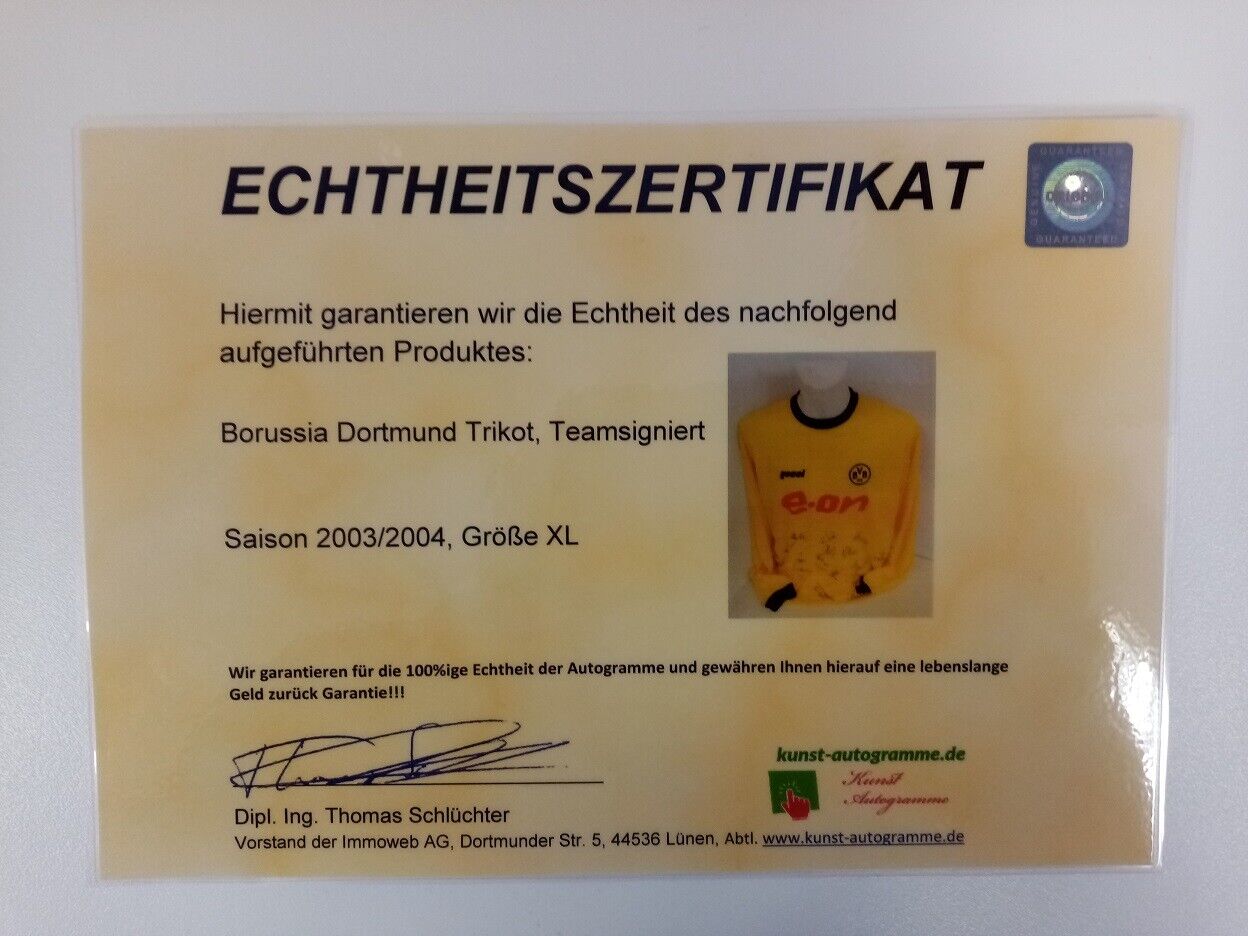 ECHTHEITSZERTIFIKAT
GUARANTEED
GUARANTEED
Hiermit garantieren wir die Echtheit des nachfolgend
aufgeführten Produktes:
Borussia Dortmund Trikot, Teamsigniert
goool
BVB
e·on
Saison 2003/2004, Größe XL
Wir garantieren für die 100%ige Echtheit der Autogramme und gewähren Ihnen hierauf eine lebenslange
Geld zurück Garantie!!!
kunst-autogramme.de
Kunst
Autogramme
Dipl. Ing. Thomas Schlüchter
Vorstand der Immoweb AG, Dortmunder Str. 5, 44536 Lünen, Abtl. www.kunst-autogramme.de